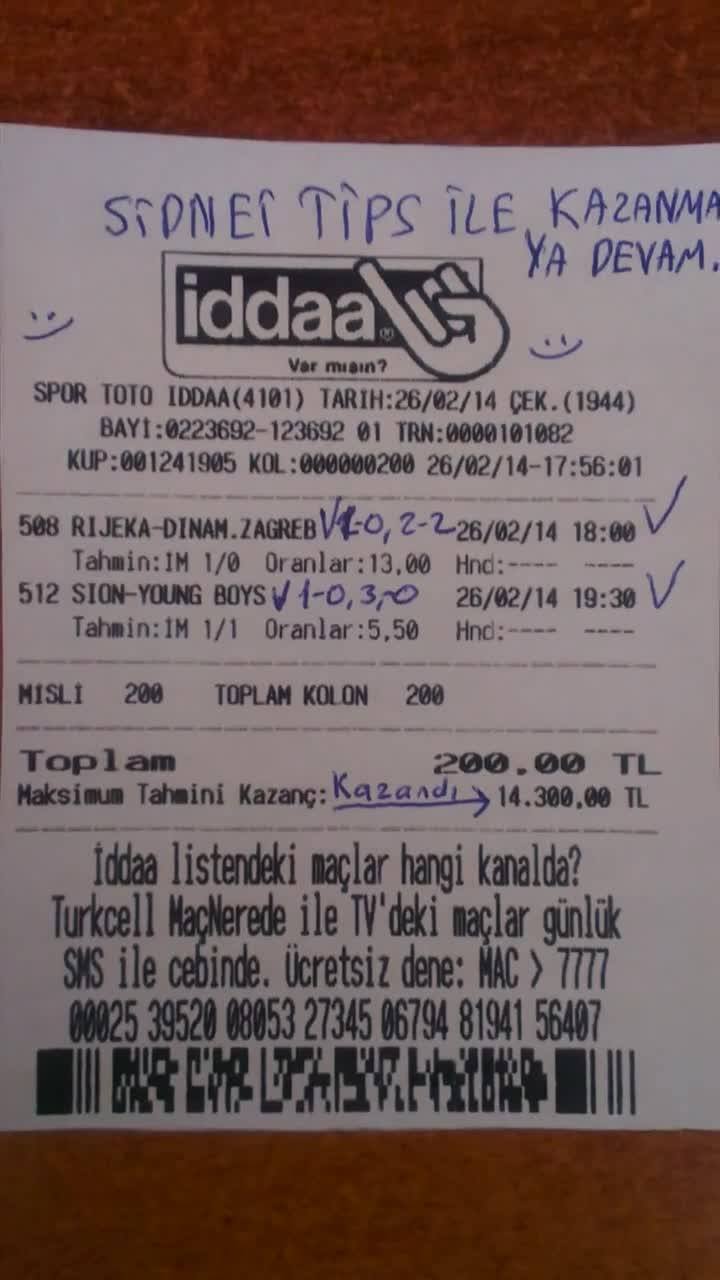 SİDNEİ TİPS İLE KAZANMA
YA DEVAM.
iddaa®
Var mısın?
SPOR TOTO IDDAA(4101) TARIH:26/02/14 ÇEK.(1944)
BAYİ:0223692-123692 01 TRN:0000101082
KUP:001241905 KOL:000000200 26/02/14-17:56:01
508 RIJEKA-DINAM.ZAGREB 1-0, 2-2 26/02/14 18:00
Tahmin:İM 1/0 Oranlar:13,00 Hnd:---- ----
512 SION-YOUNG BOYS 1-0, 3-0 26/02/14 19:30
Tahmin:İM 1/1 Oranlar:5,50 Hnd:---- ----
MİSLİ 200 TOPLAM KOLON 200
Toplam 200.00 TL
Maksimum Tahmini Kazanç: Kazandı 14.300,00 TL
İddaa listendeki maçlar hangi kanalda?
Turkcell MaçNerede ile TV'deki maçlar günlük
SMS ile cebinde. Ücretsiz dene: MAC > 7777
00025 39520 08053 27345 06794 81941 56407